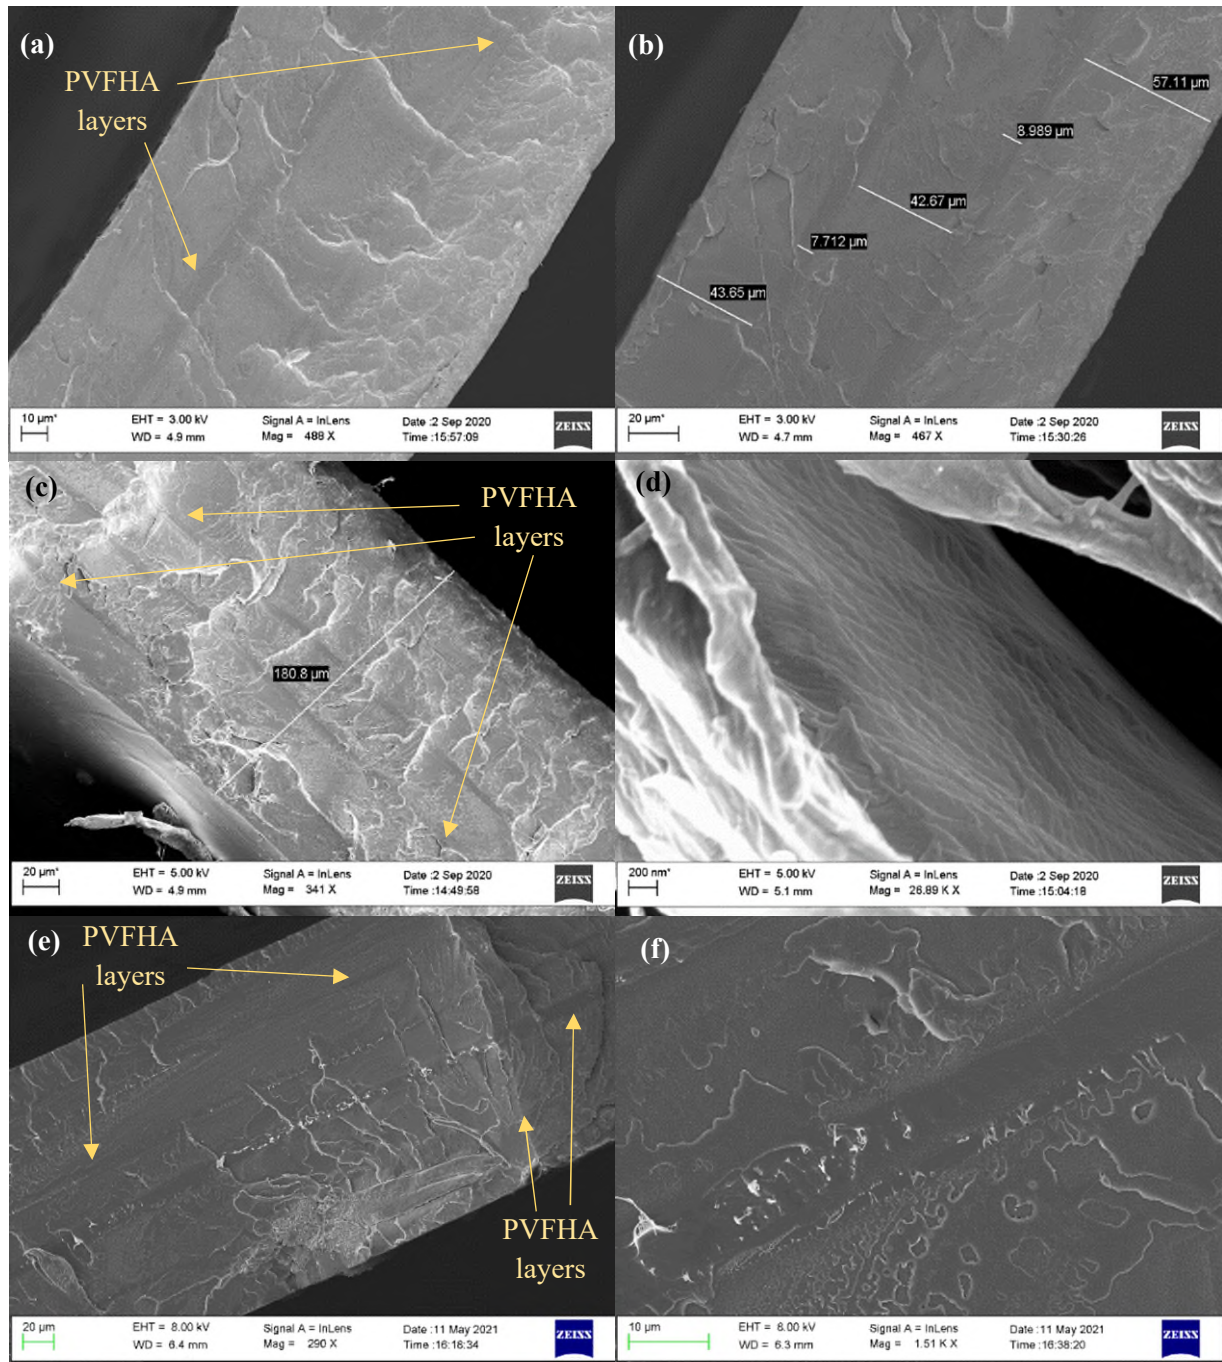 (a)
PVFHA
layers
10 µm*
EHT = 3.00 kV
WD = 4.9 mm
Signal A = InLens
Mag = 488 X
Date :2 Sep 2020
Time :15:57:09
ZEISS
(b)
57.11 µm
8.989 µm
42.67 µm
7.712 µm
43.65 µm
20 µm*
EHT = 3.00 kV
WD = 4.7 mm
Signal A = InLens
Mag = 467 X
Date :2 Sep 2020
Time :15:30:26
ZEISS
(c)
PVFHA
layers
180.8 µm
20 µm*
EHT = 5.00 kV
WD = 4.9 mm
Signal A = InLens
Mag = 341 X
Date :2 Sep 2020
Time :14:49:58
ZEISS
(d)
200 nm*
EHT = 5.00 kV
WD = 5.1 mm
Signal A = InLens
Mag = 26.89 K X
Date :2 Sep 2020
Time :15:04:18
ZEISS
(e)
PVFHA
layers
PVFHA
layers
20 µm
EHT = 8.00 kV
WD = 6.4 mm
Signal A = InLens
Mag = 290 X
Date :11 May 2021
Time :16:18:34
ZEISS
(f)
10 µm
EHT = 8.00 kV
WD = 6.3 mm
Signal A = InLens
Mag = 1.51 K X
Date :11 May 2021
Time :16:38:20
ZEISS